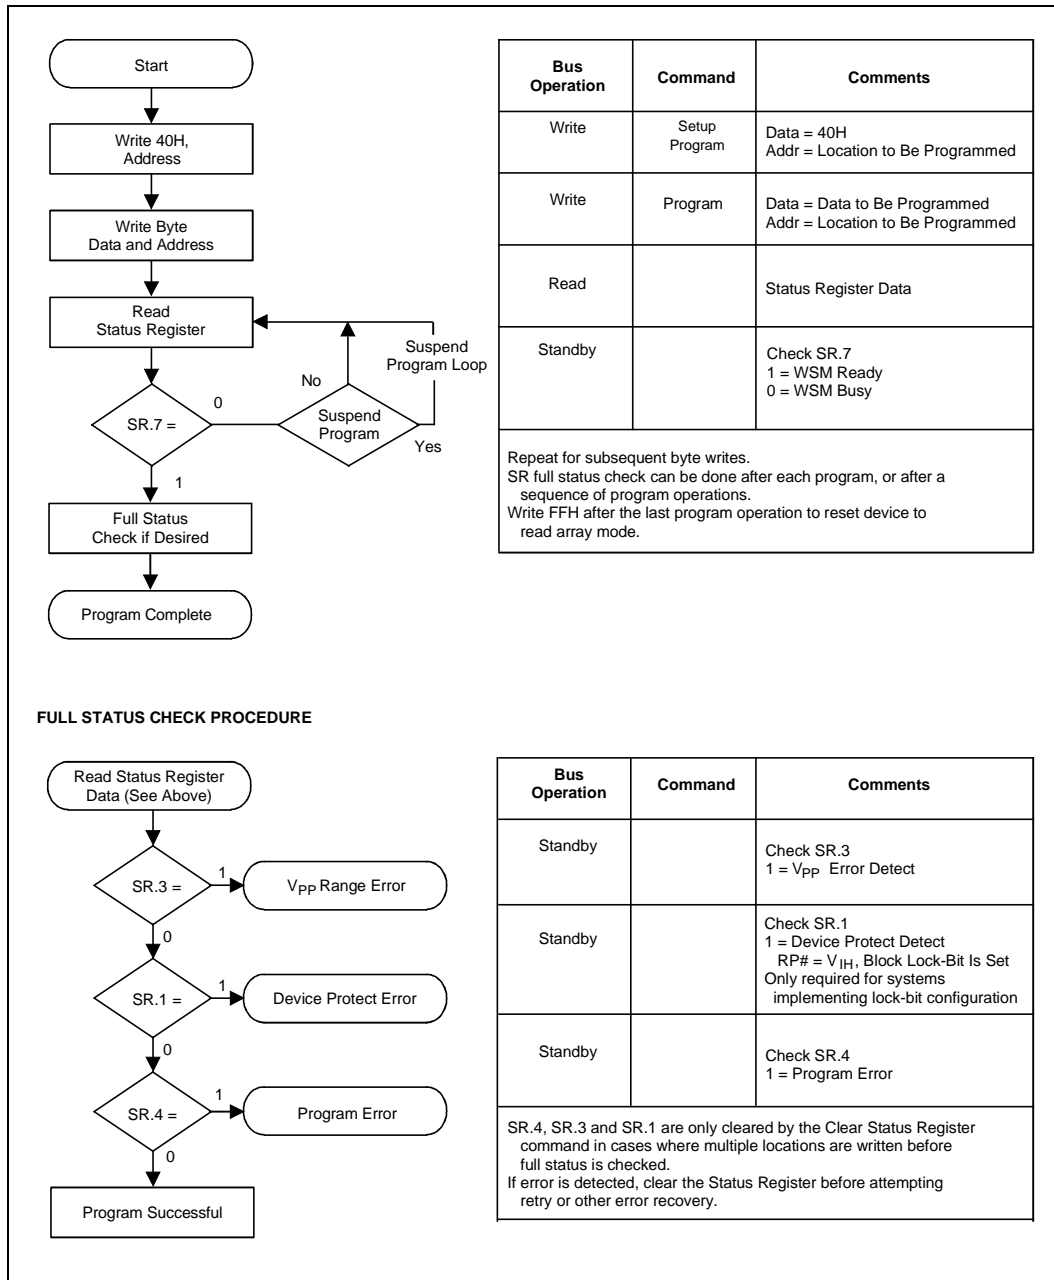 Start
Write 40H,
Address
Write Byte
Data and Address
Read
Status Register
SR.7 =
0
1
Suspend
Program
No
Yes
Suspend
Program Loop
Full Status
Check if Desired
Program Complete
Bus
Operation
Command
Comments
Write
Setup
Program
Data = 40H
Addr = Location to Be Programmed
Write
Program
Data = Data to Be Programmed
Addr = Location to Be Programmed
Read
Status Register Data
Standby
Check SR.7
1 = WSM Ready
0 = WSM Busy
Repeat for subsequent byte writes.
SR full status check can be done after each program, or after a
sequence of program operations.
Write FFH after the last program operation to reset device to
read array mode.
FULL STATUS CHECK PROCEDURE
Read Status Register
Data (See Above)
SR.3 =
1
VPP Range Error
0
SR.1 =
1
Device Protect Error
0
SR.4 =
1
Program Error
0
Program Successful
Bus
Operation
Command
Comments
Standby
Check SR.3
1 = VPP Error Detect
Standby
Check SR.1
1 = Device Protect Detect
RP# = VIH, Block Lock-Bit Is Set
Only required for systems
implementing lock-bit configuration
Standby
Check SR.4
1 = Program Error
SR.4, SR.3 and SR.1 are only cleared by the Clear Status Register
command in cases where multiple locations are written before
full status is checked.
If error is detected, clear the Status Register before attempting
retry or other error recovery.